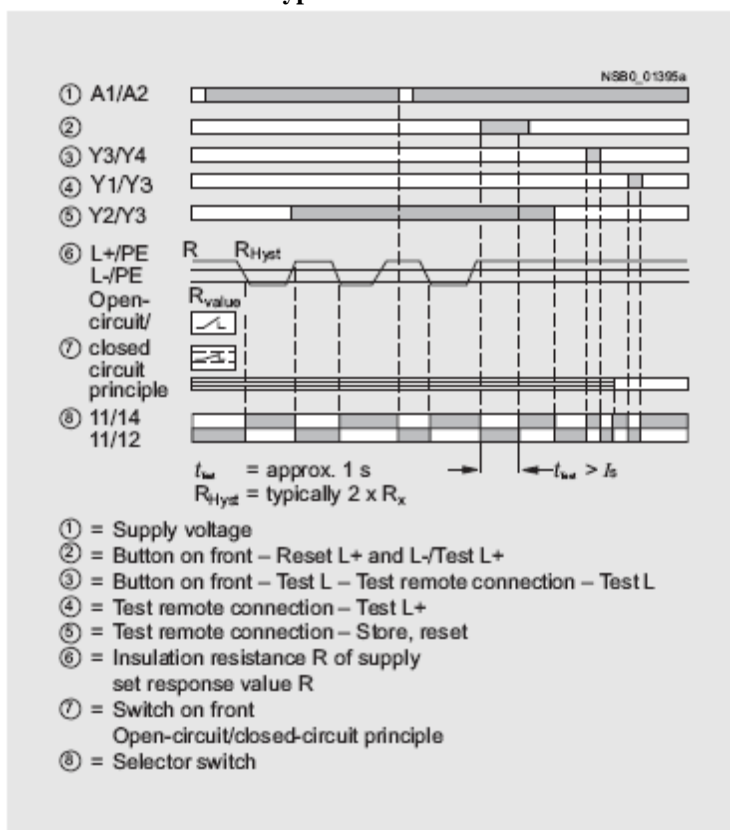 NSB0_01395a
① A1/A2
②
③ Y3/Y4
④ Y1/Y3
⑤ Y2/Y3
⑥ L+/PE R RHyst
L-/PE
Open- Rvalue
circuit/
⑦ closed
circuit
principle
⑧ 11/14
11/12
ttest = approx. 1 s ttest > Is
RHyst = typically 2 x Rx
① = Supply voltage
② = Button on front – Reset L+ and L-/Test L+
③ = Button on front – Test L – Test remote connection – Test L
④ = Test remote connection – Test L+
⑤ = Test remote connection – Store, reset
⑥ = Insulation resistance R of supply
set response value R
⑦ = Switch on front
Open-circuit/closed-circuit principle
⑧ = Selector switch